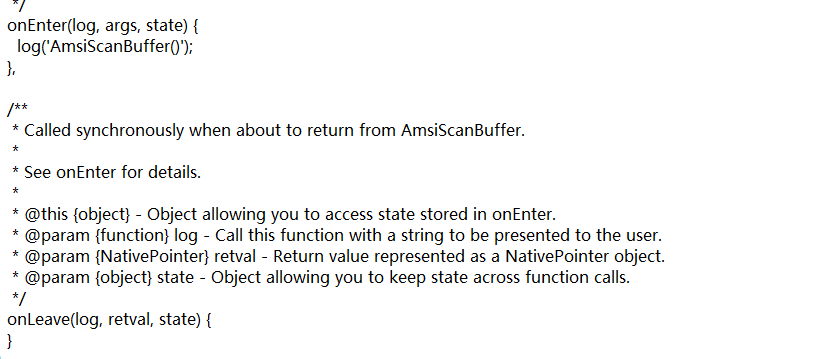 */
onEnter(log, args, state) {
log('AmsiScanBuffer()');
},
/**
* Called synchronously when about to return from AmsiScanBuffer.
*
* See onEnter for details.
*
* @this {object} - Object allowing you to access state stored in onEnter.
* @param {function} log - Call this function with a string to be presented to the user.
* @param {NativePointer} retval - Return value represented as a NativePointer object.
* @param {object} state - Object allowing you to keep state across function calls.
*/
onLeave(log, retval, state) {
}